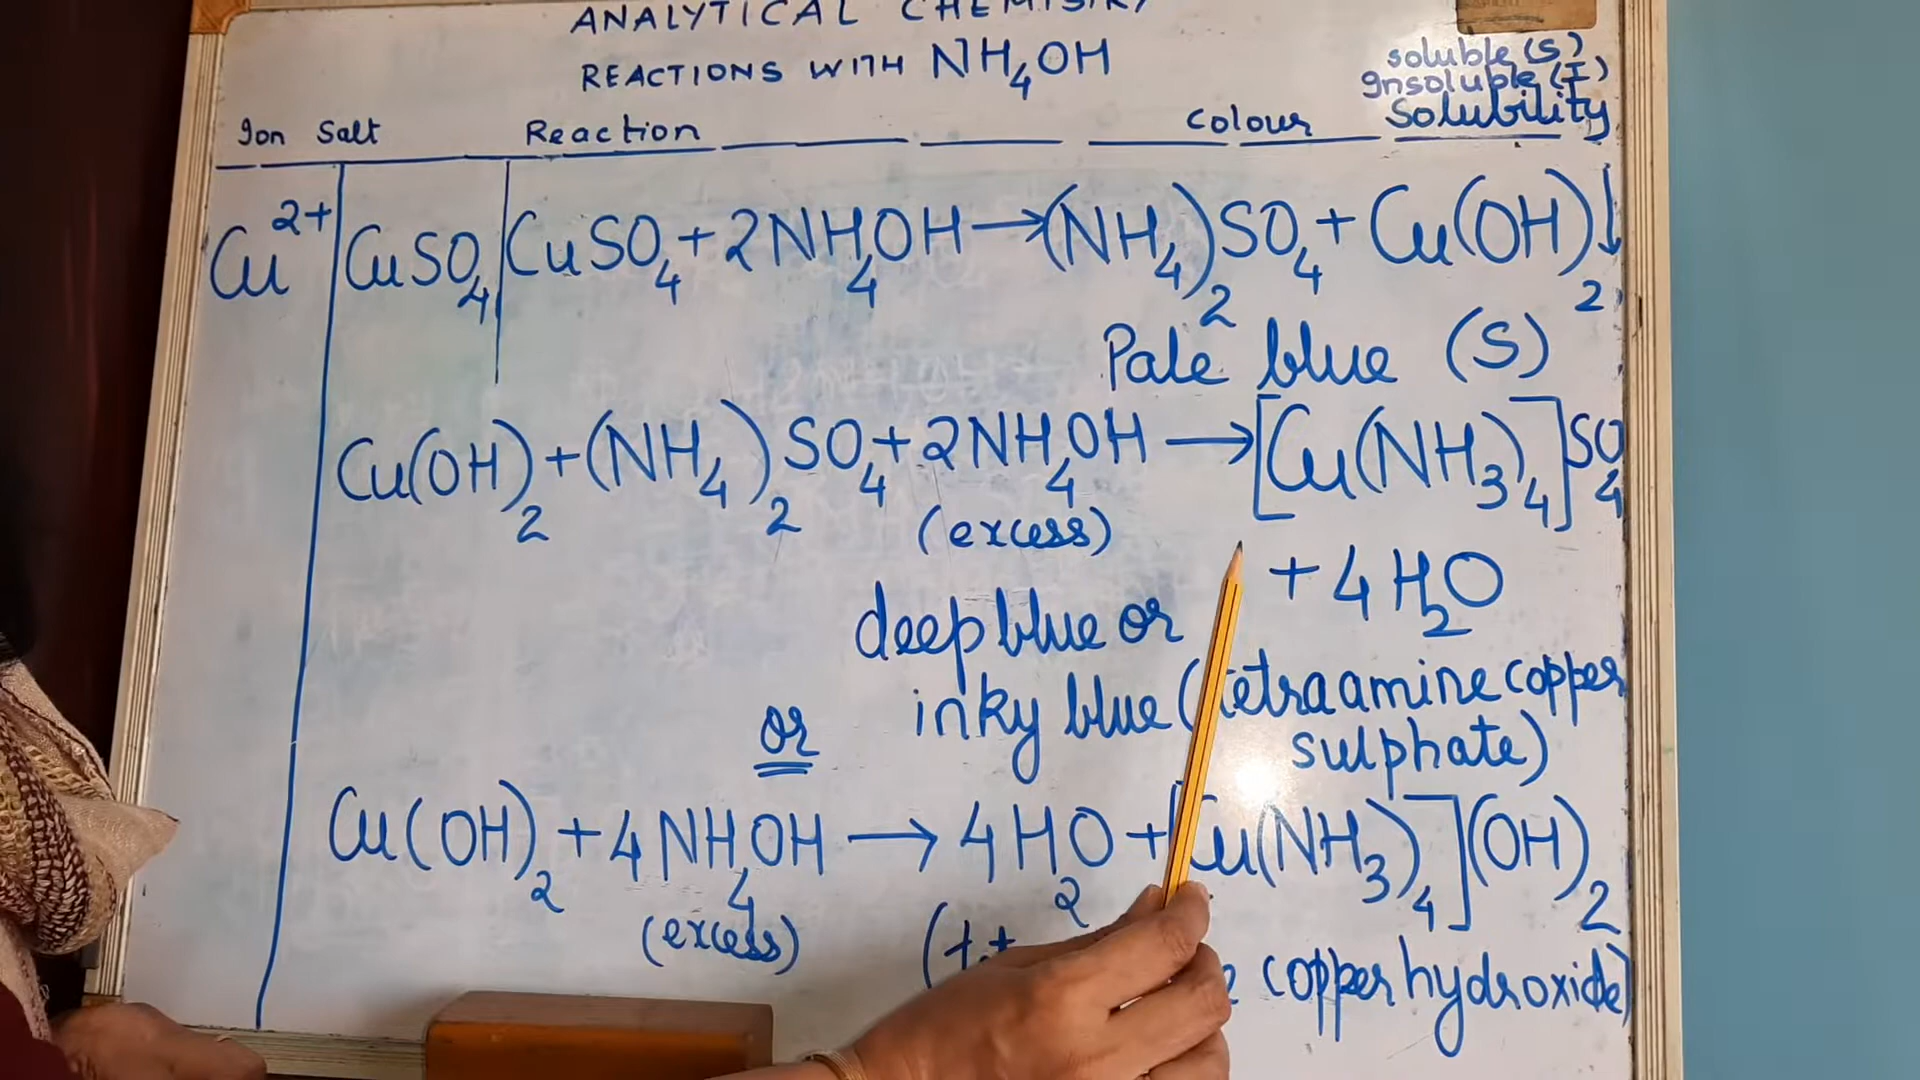 ANALYTICAL CHEMISTRY
REACTIONS WITH NH₄OH
soluble (S)
Insoluble (I)
Ion Salt Reaction Colour Solubility
Cu²⁺ CuSO₄ CuSO₄ + 2NH₄OH → (NH₄)₂SO₄ + Cu(OH)₂↓
Pale blue (S)
Cu(OH)₂ + (NH₄)₂SO₄ + 2NH₄OH → [Cu(NH₃)₄]SO₄
(excess)
+ 4H₂O
deep blue or
inky blue (tetraamine copper
sulphate)
or
Cu(OH)₂ + 4NH₄OH → 4H₂O + [Cu(NH₃)₄](OH)₂
(excess)
copper hydroxide)